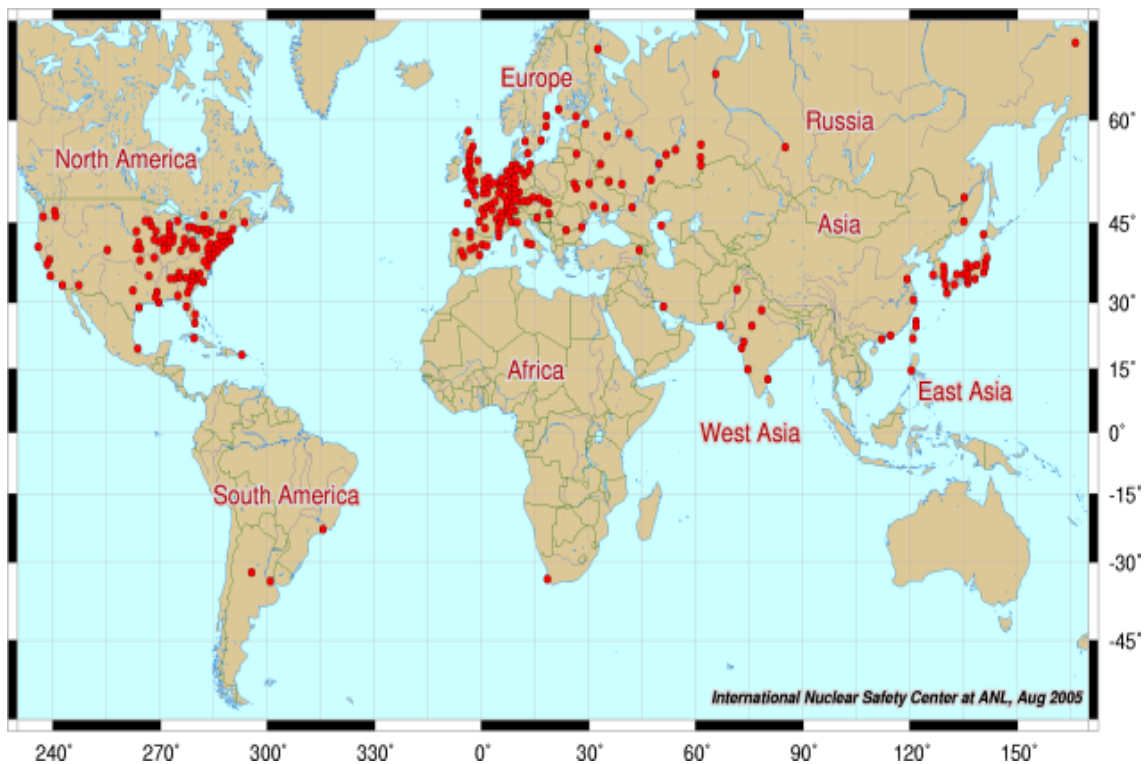 Europe
Russia
60°
North America
45°
Asia
30°
15°
Africa
East Asia
0°
West Asia
South America
-15°
-30°
-45°
International Nuclear Safety Center at ANL, Aug 2005
240° 270° 300° 330° 0° 30° 60° 90° 120° 150°